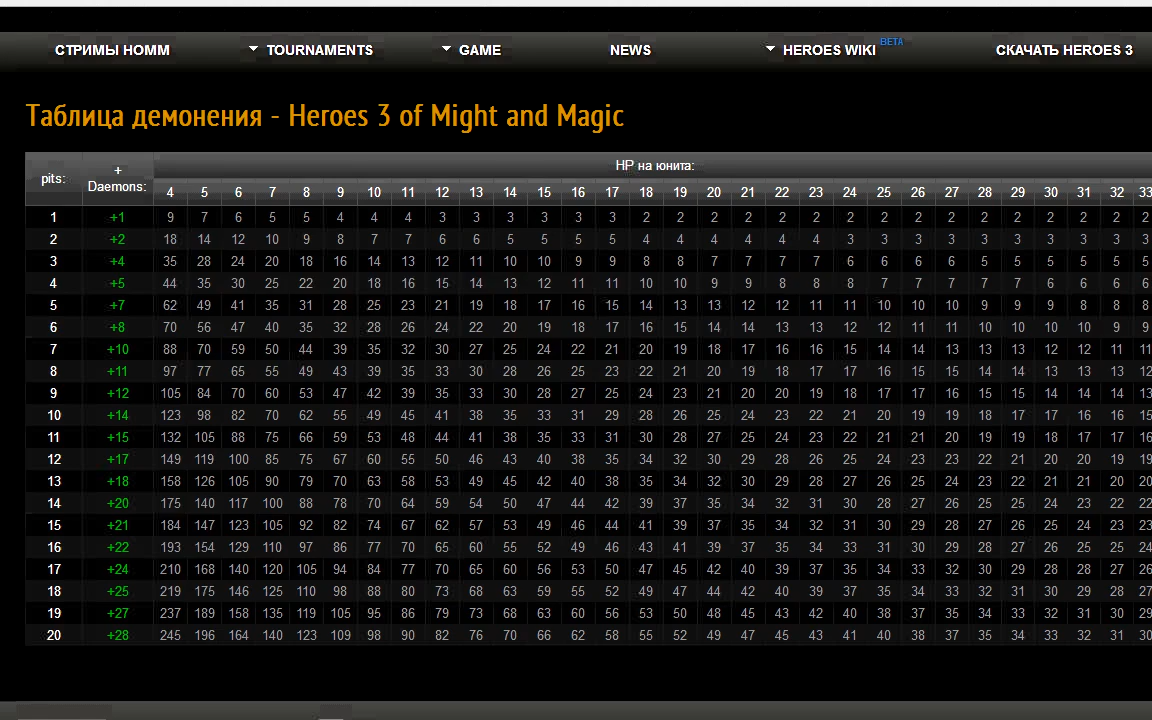 СТРИМЫ HOMM TOURNAMENTS GAME NEWS HEROES WIKI BETA СКАЧАТЬ HEROES 3
Таблица демонения - Heroes 3 of Might and Magic
pits: + Daemons: HP на юнита:
4 5 6 7 8 9 10 11 12 13 14 15 16 17 18 19 20 21 22 23 24 25 26 27 28 29 30 31 32 33
1 +1 9 7 6 5 5 4 4 4 3 3 3 3 3 3 2 2 2 2 2 2 2 2 2 2 2 2 2 2 2 2
2 +2 18 14 12 10 9 8 7 7 6 6 5 5 5 5 4 4 4 4 4 4 3 3 3 3 3 3 3 3 3 3
3 +4 35 28 24 20 18 16 14 13 12 11 10 10 9 9 8 8 7 7 7 7 6 6 6 6 5 5 5 5 5 5
4 +5 44 35 30 25 22 20 18 16 15 14 13 12 11 11 10 10 9 9 8 8 8 7 7 7 7 7 6 6 6 6
5 +7 62 49 41 35 31 28 25 23 21 19 18 17 16 15 14 13 13 12 12 11 11 10 10 10 9 9 9 8 8 8
6 +8 70 56 47 40 35 32 28 26 24 22 20 19 18 17 16 15 14 14 13 13 12 12 11 11 10 10 10 10 9 9
7 +10 88 70 59 50 44 39 35 32 30 27 25 24 22 21 20 19 18 17 16 16 15 14 14 13 13 13 12 12 11 11
8 +11 97 77 65 55 49 43 39 35 33 30 28 26 25 23 22 21 20 19 18 17 17 16 15 15 14 14 13 13 13 12
9 +12 105 84 70 60 53 47 42 39 35 33 30 28 27 25 24 23 21 20 20 19 18 17 17 16 15 15 14 14 14 13
10 +14 123 98 82 70 62 55 49 45 41 38 35 33 31 29 28 26 25 24 23 22 21 20 19 19 18 17 17 16 16 15
11 +15 132 105 88 75 66 59 53 48 44 41 38 35 33 31 30 28 27 25 24 23 22 21 21 20 19 19 18 17 17 16
12 +17 149 119 100 85 75 67 60 55 50 46 43 40 38 35 34 32 30 29 28 26 25 24 23 23 22 21 20 20 19 19
13 +18 158 126 105 90 79 70 63 58 53 49 45 42 40 38 35 34 32 30 29 28 27 26 25 24 23 22 21 21 20 20
14 +20 175 140 117 100 88 78 70 64 59 54 50 47 44 42 39 37 35 34 32 31 30 28 27 26 25 25 24 23 22 22
15 +21 184 147 123 105 92 82 74 67 62 57 53 49 46 44 41 39 37 35 34 32 31 30 29 28 27 26 25 24 23 23
16 +22 193 154 129 110 97 86 77 70 65 60 55 52 49 46 43 41 39 37 35 34 33 31 30 29 28 27 26 25 25 24
17 +24 210 168 140 120 105 94 84 77 70 65 60 56 53 50 47 45 42 40 39 37 35 34 33 32 30 29 28 28 27 26
18 +25 219 175 146 125 110 98 88 80 73 68 63 59 55 52 49 47 44 42 40 39 37 35 34 33 32 31 30 29 28 27
19 +27 237 189 158 135 119 105 95 86 79 73 68 63 60 56 53 50 48 45 43 42 40 38 37 35 34 33 32 31 30 29
20 +28 245 196 164 140 123 109 98 90 82 76 70 66 62 58 55 52 49 47 45 43 41 40 38 37 35 34 33 32 31 30